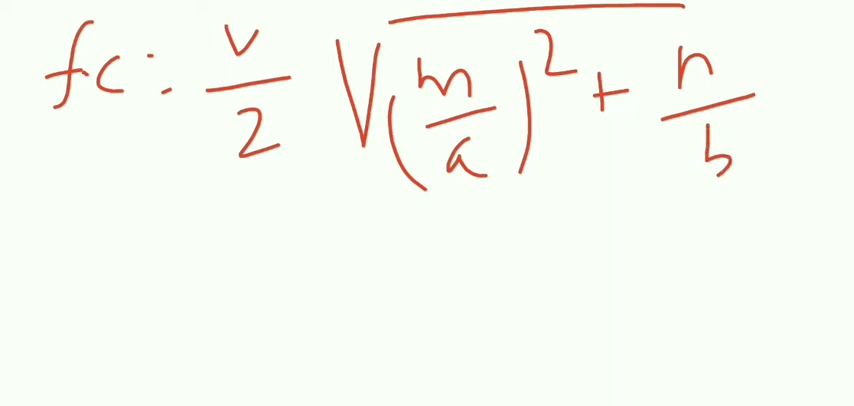 fc = v/2 √((m/a)² + n/b